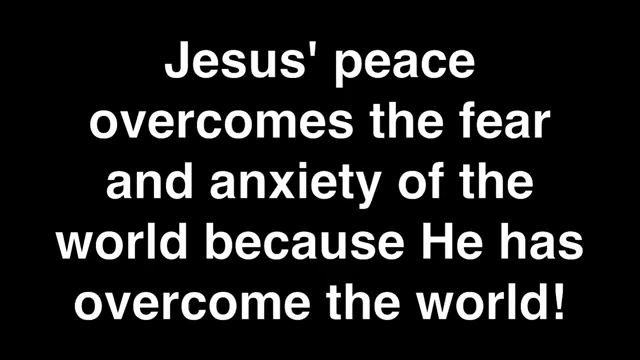 Jesus' peace
overcomes the fear
and anxiety of the
world because He has
overcome the world!